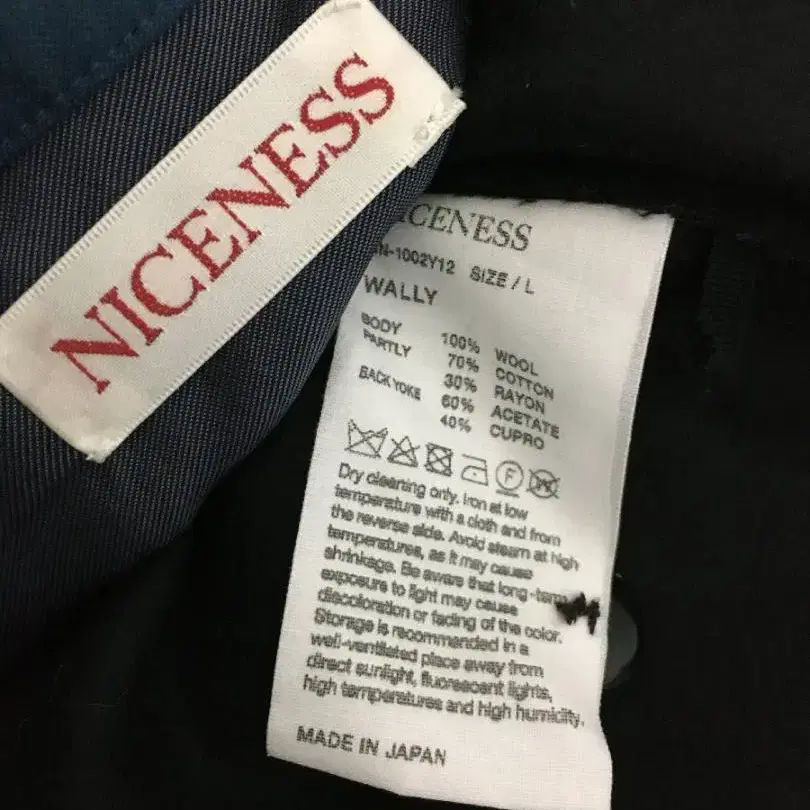 NICENESS
ICENESS
N-1002Y12 SIZE / L
WALLY
BODY 100% WOOL
PARTLY 70% COTTON
30% RAYON
BACK YOKE 60% ACETATE
40% CUPRO
F
W
Dry cleaning only. Iron at low
temperature with a cloth and from
the reverse side. Avoid steam at high
temperatures, as it may cause
shrinkage. Be aware that long-term
exposure to light may cause
discoloration or fading of the color.
Storage is recommended in a
well-ventilated place away from
direct sunlight, fluorescent lights,
high temperatures and high humidity.
MADE IN JAPAN